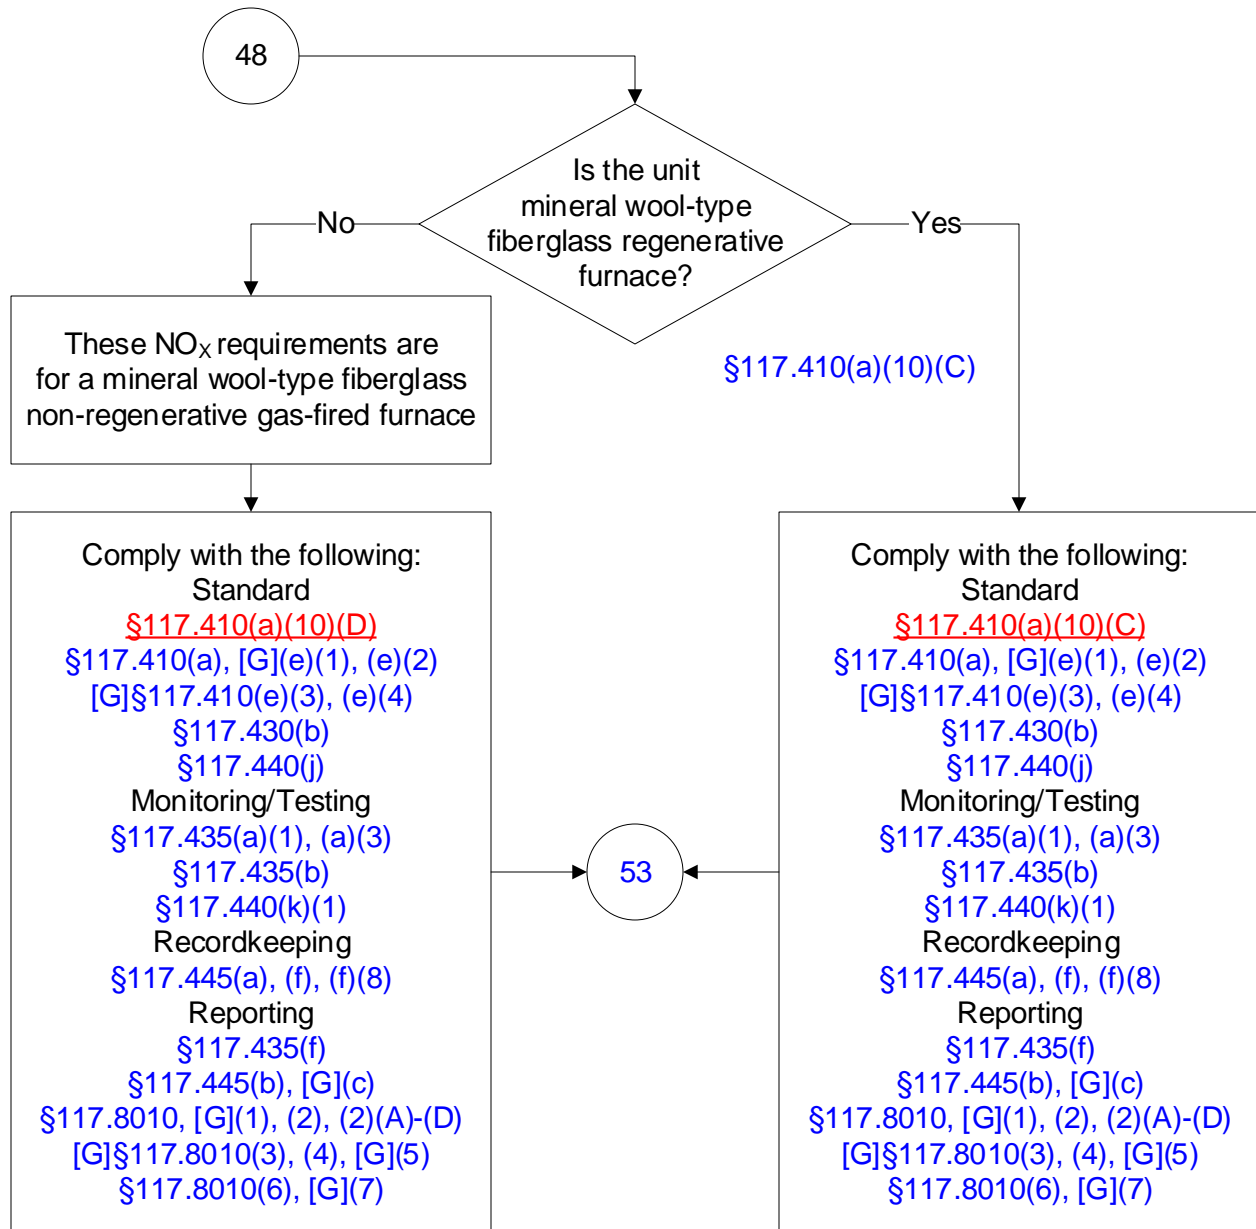 48
Is the unit
mineral wool-type
fiberglass regenerative
furnace?
No
Yes
§117.410(a)(10)(C)
These NOX requirements are
for a mineral wool-type fiberglass
non-regenerative gas-fired furnace
Comply with the following:
Standard
§117.410(a)(10)(D)
§117.410(a), [G](e)(1), (e)(2)
[G]§117.410(e)(3), (e)(4)
§117.430(b)
§117.440(j)
Monitoring/Testing
§117.435(a)(1), (a)(3)
§117.435(b)
§117.440(k)(1)
Recordkeeping
§117.445(a), (f), (f)(8)
Reporting
§117.435(f)
§117.445(b), [G](c)
§117.8010, [G](1), (2), (2)(A)-(D)
[G]§117.8010(3), (4), [G](5)
§117.8010(6), [G](7)
53
Comply with the following:
Standard
§117.410(a)(10)(C)
§117.410(a), [G](e)(1), (e)(2)
[G]§117.410(e)(3), (e)(4)
§117.430(b)
§117.440(j)
Monitoring/Testing
§117.435(a)(1), (a)(3)
§117.435(b)
§117.440(k)(1)
Recordkeeping
§117.445(a), (f), (f)(8)
Reporting
§117.435(f)
§117.445(b), [G](c)
§117.8010, [G](1), (2), (2)(A)-(D)
[G]§117.8010(3), (4), [G](5)
§117.8010(6), [G](7)